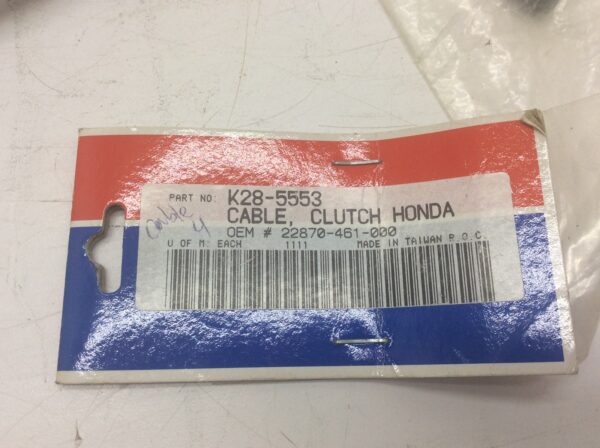 PART NO: K28-5553
CABLE, CLUTCH HONDA
OEM # 22870-461-000
U OF M: EACH 1111 MADE IN TAIWAN R.O.C.
Cable
4